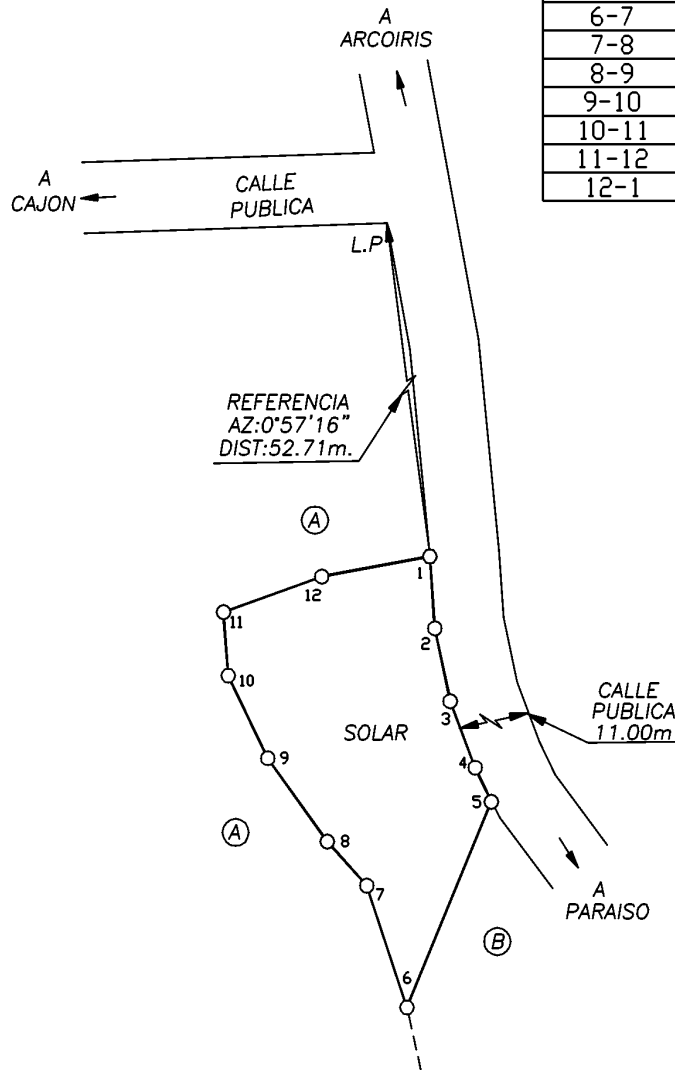 A
ARCOIRIS
6-7
7-8
8-9
9-10
10-11
11-12
12-1
A
CAJON
CALLE
PUBLICA
L.P
REFERENCIA
AZ:0°57'16"
DIST:52.71m.
A
1
12
11
2
10
3
CALLE
PUBLICA
11.00m
SOLAR
9
4
5
A
8
7
A
PARAISO
B
6